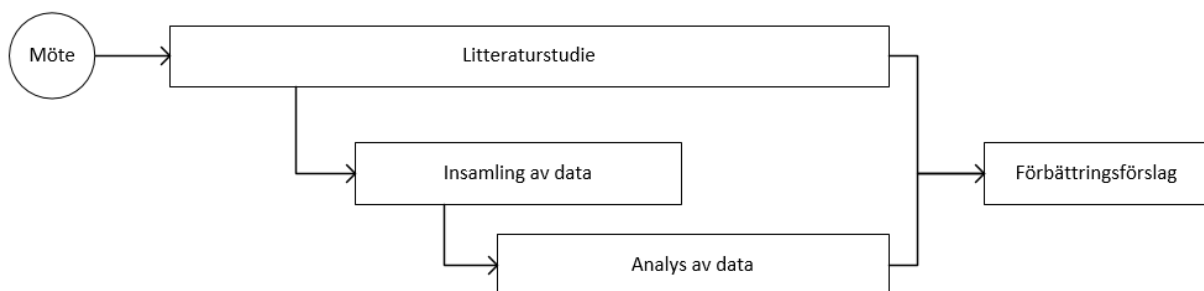 Möte
Litteraturstudie
Insamling av data
Förbättringsförslag
Analys av data